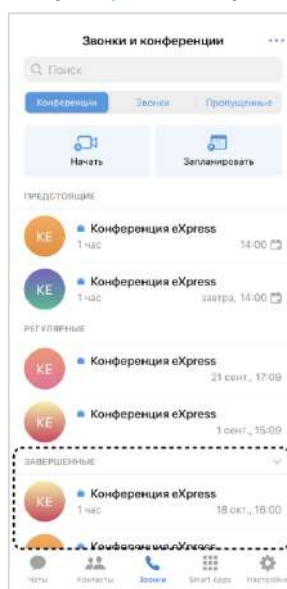 Звонки и конференции
Поиск
Конференции Звонки Пропущенные
Начать Запланировать
ПРЕДСТОЯЩИЕ
КЕ Конференция eXpress
1 час 14:00
КЕ Конференция eXpress
1 час завтра, 14:00
РЕГУЛЯРНЫЕ
КЕ Конференция eXpress
21 сент., 17:09
КЕ Конференция eXpress
1 сент., 15:09
ЗАВЕРШЕННЫЕ
КЕ Конференция eXpress
1 час 18 окт., 16:00
Конференция eXpress
Чаты Контакты Звонки Smart Apps Настройки